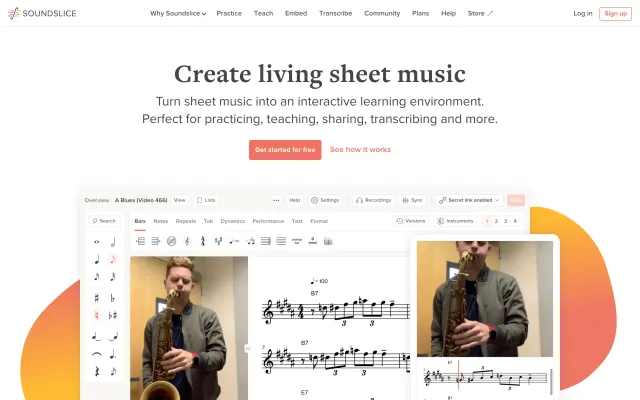 SOUNDSLICE
Why Soundslice Practice Teach Embed Transcribe Community Plans Help Store
Log in Sign up
Create living sheet music
Turn sheet music into an interactive learning environment.
Perfect for practicing, teaching, sharing, transcribing and more.
Get started for free See how it works
Overview A Blues (Video 466) View Lists Help Settings Recordings Sync Secret link enabled
Search Bars Notes Repeats Tab Dynamics Performance Text Format Versions Instruments 1 2 3 4
= 100
B7
3 3
2
B7
3 3
B7
3 3